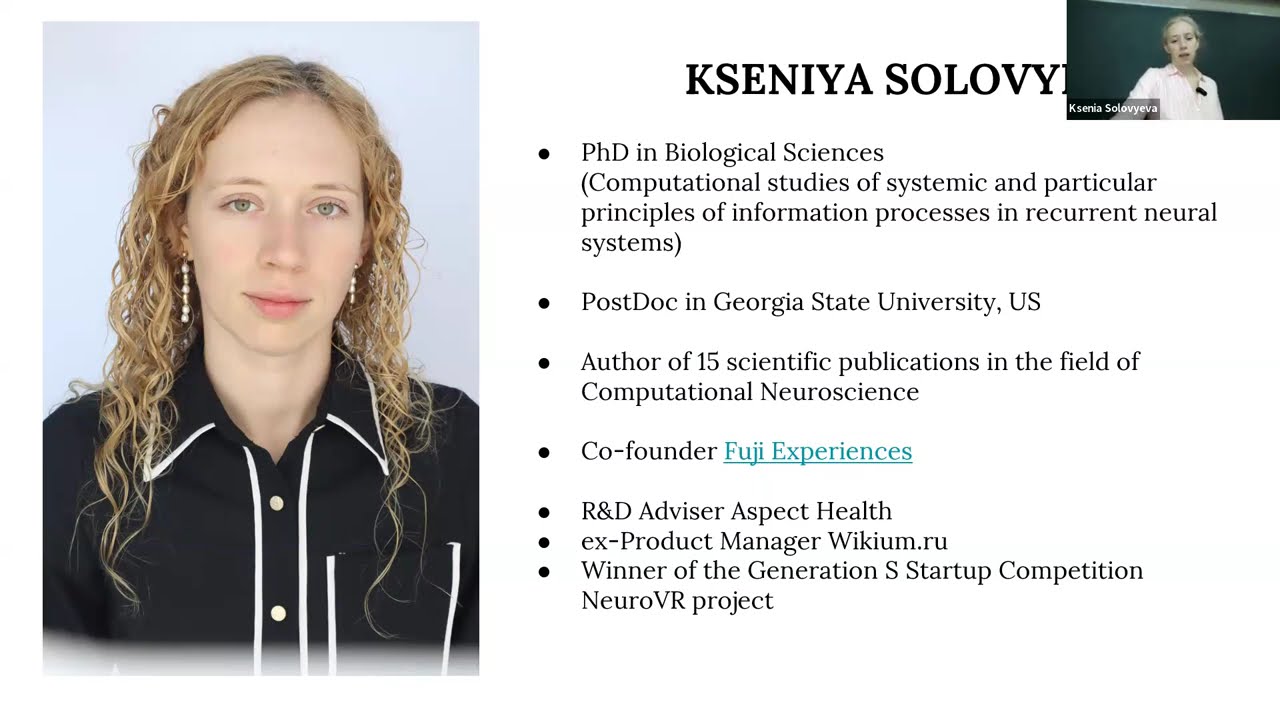 KSENIYA SOLOVY
Ksenia Solovyeva
● PhD in Biological Sciences
(Computational studies of systemic and particular
principles of information processes in recurrent neural
systems)
● PostDoc in Georgia State University, US
● Author of 15 scientific publications in the field of
Computational Neuroscience
● Co-founder Fuji Experiences
● R&D Adviser Aspect Health
● ex-Product Manager Wikium.ru
● Winner of the Generation S Startup Competition
NeuroVR project